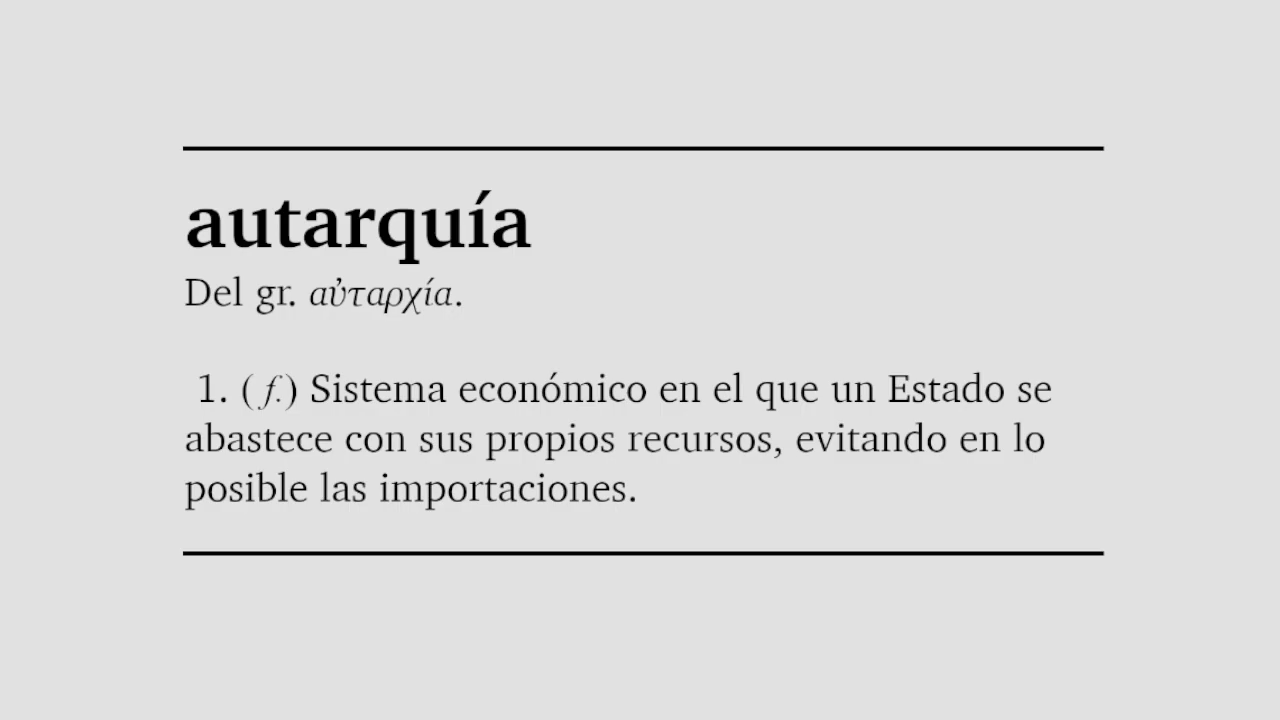 autarquía
Del gr. αὐταρχία.
1. (f.) Sistema económico en el que un Estado se
abastece con sus propios recursos, evitando en lo
posible las importaciones.